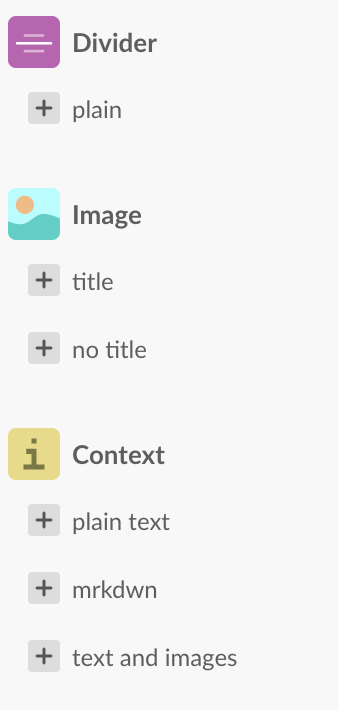 Divider
plain
Image
title
no title
Context
plain text
mrkdwn
text and images